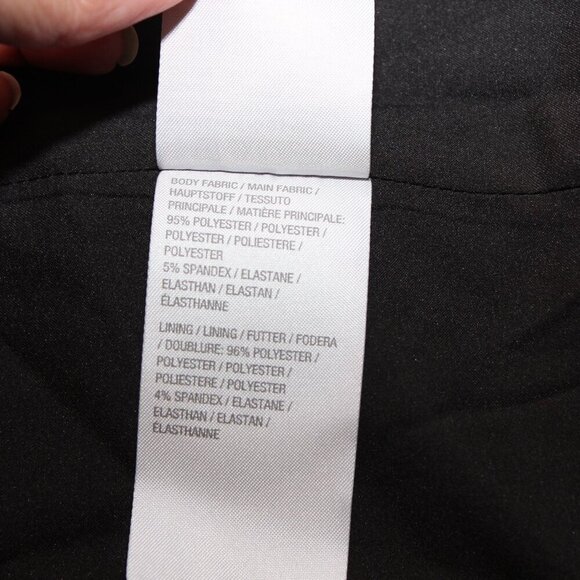 BODY FABRIC / MAIN FABRIC /
HAUPTSTOFF / TESSUTO
PRINCIPALE / MATIÈRE PRINCIPALE:
95% POLYESTER / POLYESTER /
POLYESTER / POLIESTERE /
POLYESTER
5% SPANDEX / ELASTANE /
ELASTHAN / ELASTAN /
ÉLASTHANNE
LINING / LINING / FUTTER / FODERA
/ DOUBLURE: 96% POLYESTER /
POLYESTER / POLYESTER /
POLIESTERE / POLYESTER
4% SPANDEX / ELASTANE /
ELASTHAN / ELASTAN /
ÉLASTHANNE